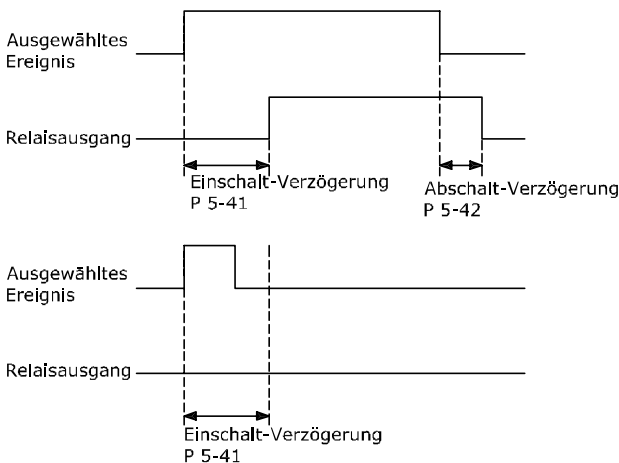 Ausgewähltes
Ereignis
Relaisausgang
Einschalt-Verzögerung
P 5-41
Abschalt-Verzögerung
P 5-42
Ausgewähltes
Ereignis
Relaisausgang
Einschalt-Verzögerung
P 5-41